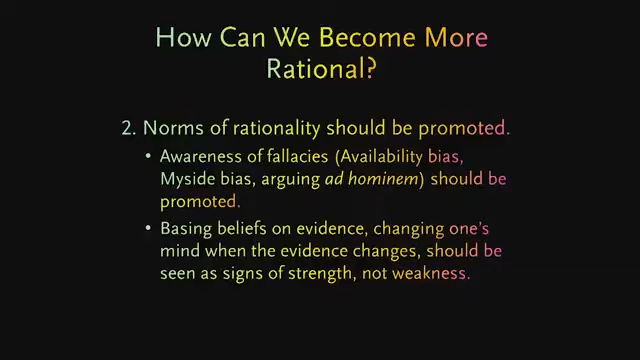 How Can We Become More
Rational?
2. Norms of rationality should be promoted.
• Awareness of fallacies (Availability bias,
Myside bias, arguing ad hominem) should be
promoted.
• Basing beliefs on evidence, changing one’s
mind when the evidence changes, should be
seen as signs of strength, not weakness.